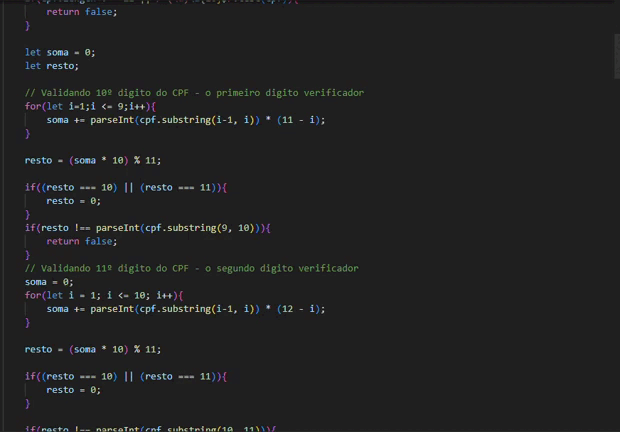 return false;
}
let soma = 0;
let resto;
// Validando 10º digito do CPF - o primeiro digito verificador
for(let i=1;i <= 9;i++){
soma += parseInt(cpf.substring(i-1, i)) * (11 - i);
}
resto = (soma * 10) % 11;
if((resto === 10) || (resto === 11)){
resto = 0;
}
if(resto !== parseInt(cpf.substring(9, 10))){
return false;
}
// Validando 11º digito do CPF - o segundo digito verificador
soma = 0;
for(let i = 1; i <= 10; i++){
soma += parseInt(cpf.substring(i-1, i)) * (12 - i);
}
resto = (soma * 10) % 11;
if((resto === 10) || (resto === 11)){
resto = 0;
}
if(resto !== parseInt(cpf.substring(10, 11))){